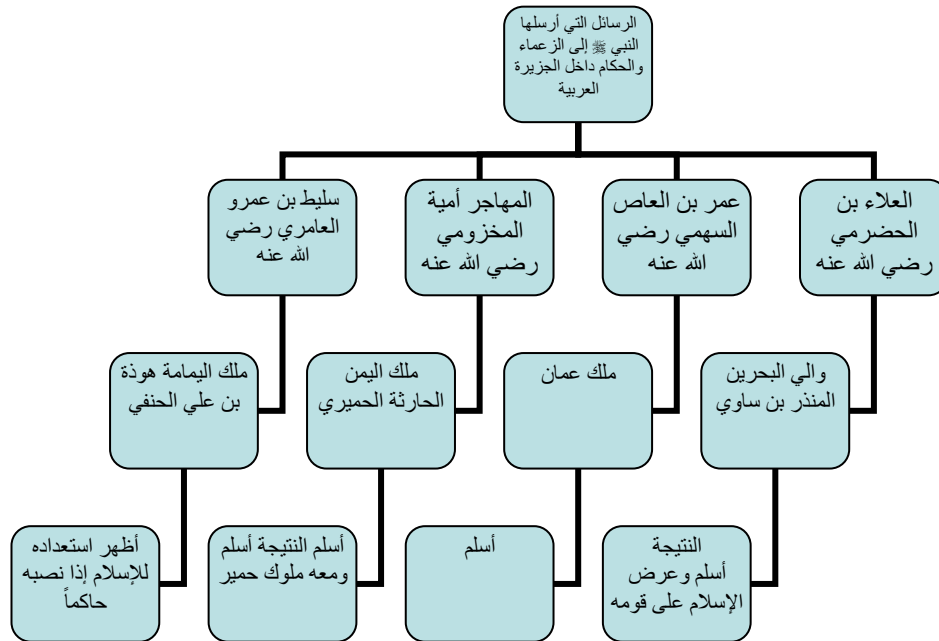 الرسائل التي أرسلها
النبي ﷺ إلى الزعماء
والحكام داخل الجزيرة
العربية
العلاء بن
الحضرمي
رضي الله عنه
عمر بن العاص
السهمي رضي
الله عنه
المهاجر أمية
المخزومي
رضي الله عنه
سليط بن عمرو
العامري رضي
الله عنه
والي البحرين
المنذر بن ساوي
ملك عمان
ملك اليمن
الحارثة الحميري
ملك اليمامة هوذة
بن علي الحنفي
النتيجة
أسلم وعرض
الإسلام على قومه
أسلم
أسلم النتيجة أسلم
ومعه ملوك حمير
أظهر استعداده
للإسلام إذا نصبه
حاكماً